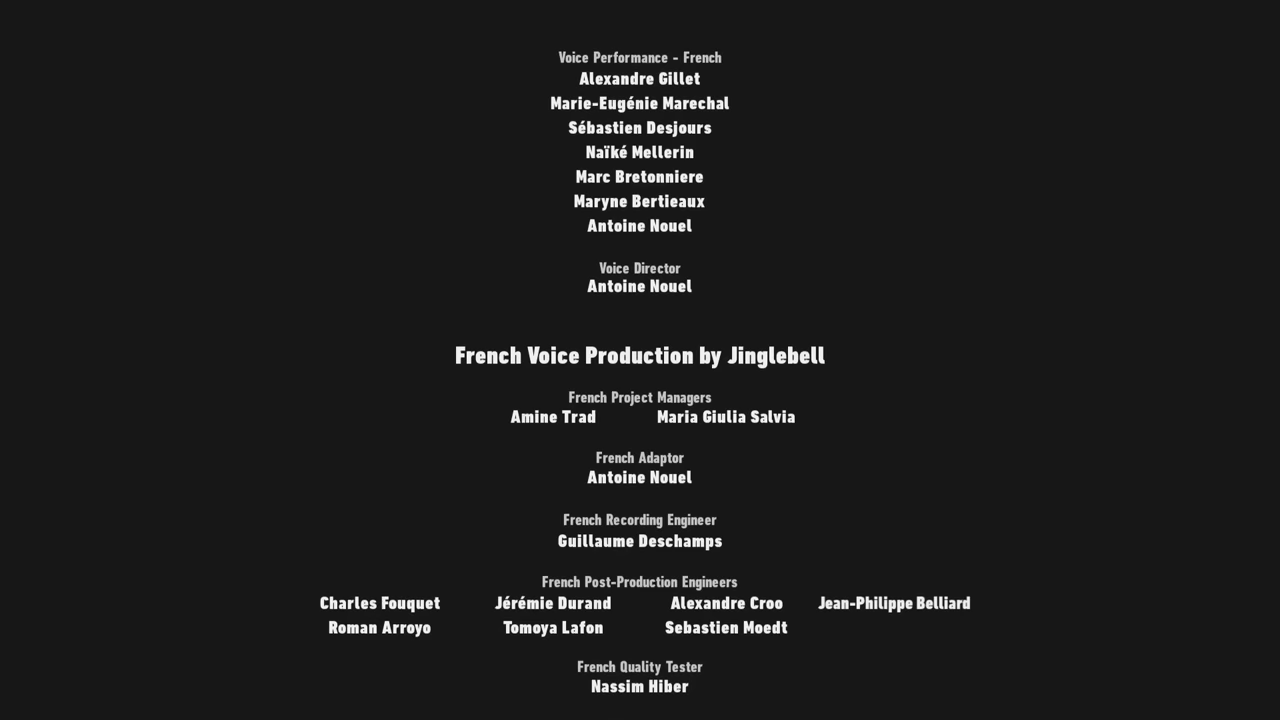 Voice Performance - French
Alexandre Gillet
Marie-Eugénie Marechal
Sébastien Desjours
Naïké Mellerin
Marc Bretonniere
Maryne Bertieaux
Antoine Nouel
Voice Director
Antoine Nouel
French Voice Production by Jinglebell
French Project Managers
Amine Trad Maria Giulia Salvia
French Adaptor
Antoine Nouel
French Recording Engineer
Guillaume Deschamps
French Post-Production Engineers
Charles Fouquet Jérémie Durand Alexandre Croo Jean-Philippe Belliard
Roman Arroyo Tomoya Lafon Sebastien Moedt
French Quality Tester
Nassim Hiber